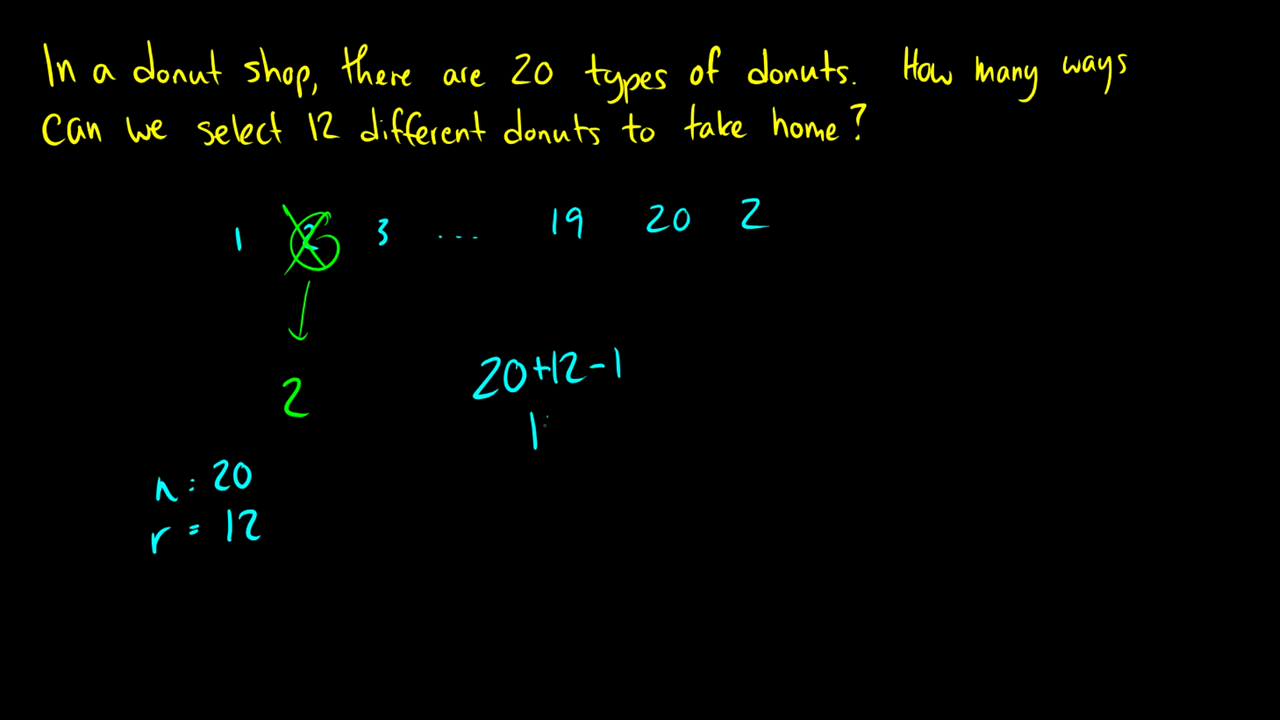 In a donut shop, there are 20 types of donuts. How many ways
can we select 12 different donuts to take home?
1 2 3 ... 19 20 2
2
20+12-1
1
n: 20
r = 12